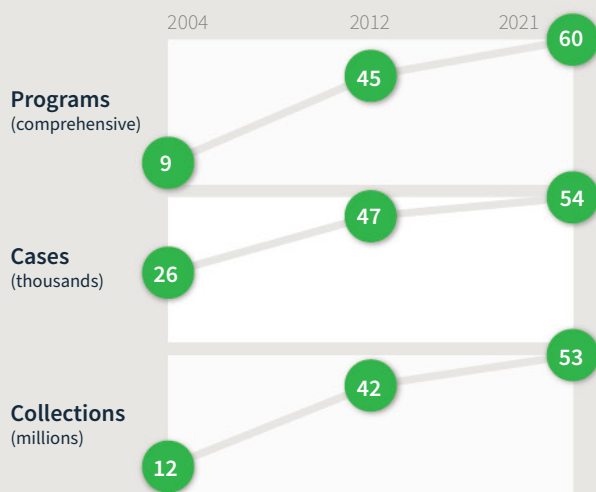 2004 2012 2021
Programs
(comprehensive)
9 45 60
Cases
(thousands)
26 47 54
Collections
(millions)
12 42 53